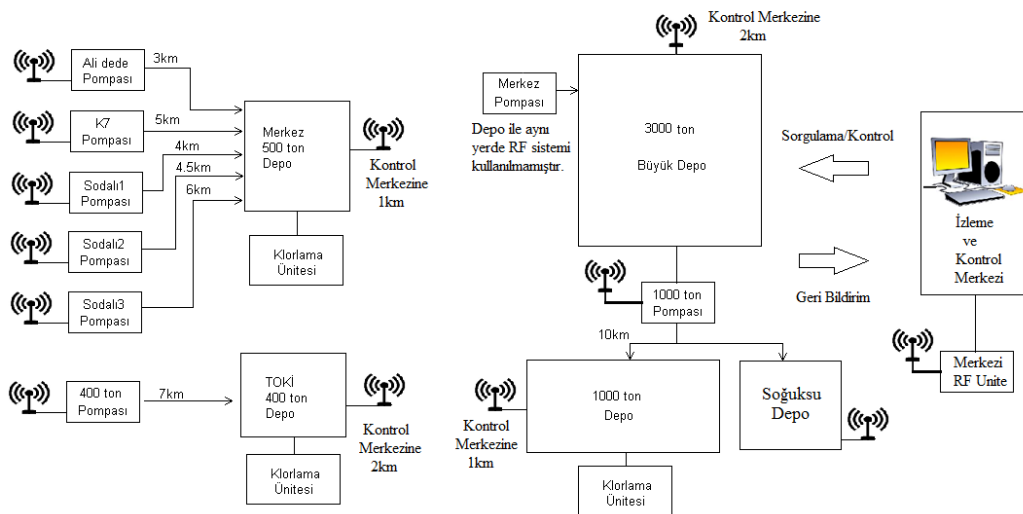 Ali dede
Pompası
3km
K7
Pompası
5km
Sodalı1
Pompası
4km
Sodalı2
Pompası
4.5km
Sodalı3
Pompası
6km
Merkez
500 ton
Depo
Kontrol
Merkezine
1km
Klorlama
Ünitesi
400 ton
Pompası
7km
TOKİ
400 ton
Depo
Kontrol
Merkezine
2km
Klorlama
Ünitesi
Kontrol Merkezine
2km
Merkez
Pompası
Depo ile aynı
yerde RF sistemi
kullanılmamıştır.
3000 ton
Büyük Depo
1000 ton
Pompası
10km
1000 ton
Depo
Kontrol
Merkezine
1km
Klorlama
Ünitesi
Soğuksu
Depo
Sorgulama/Kontrol
Geri Bildirim
İzleme
ve
Kontrol
Merkezi
Merkezi
RF Unite